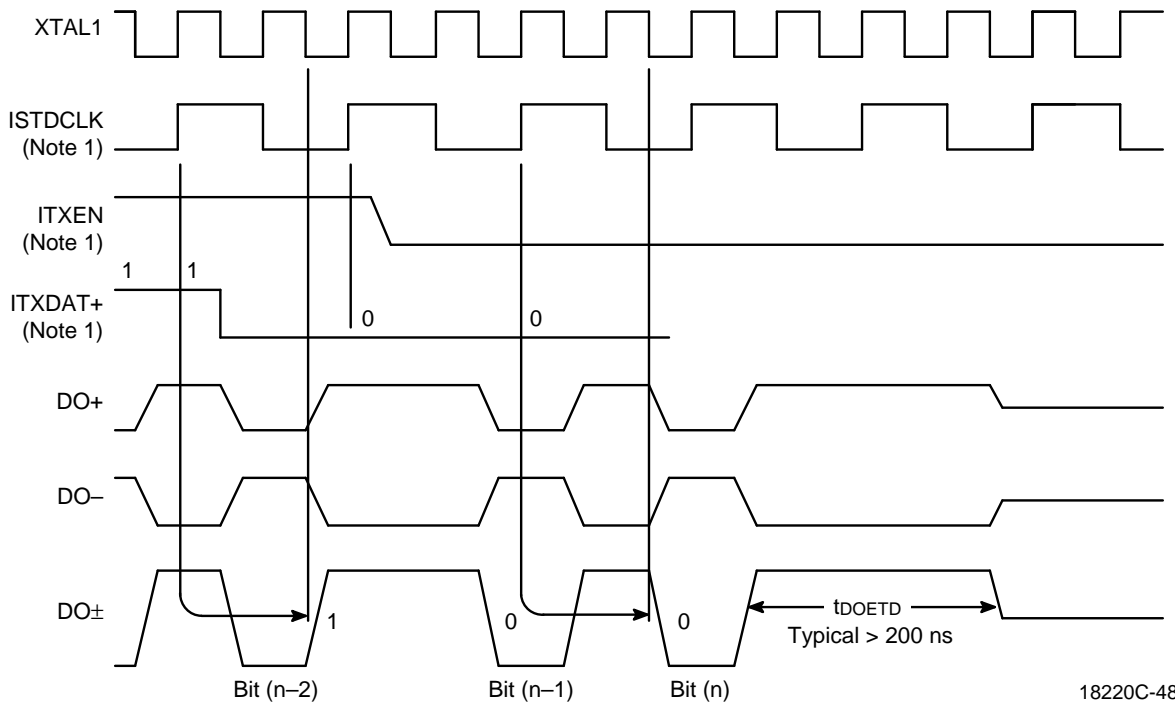 XTAL1
ISTDCLK
(Note 1)
ITXEN
(Note 1)
1 1
ITXDAT+
(Note 1)
0 0
DO+
DO–
DO±
1 0 0
tDOETD
Typical > 200 ns
Bit (n–2) Bit (n–1) Bit (n)
18220C-48